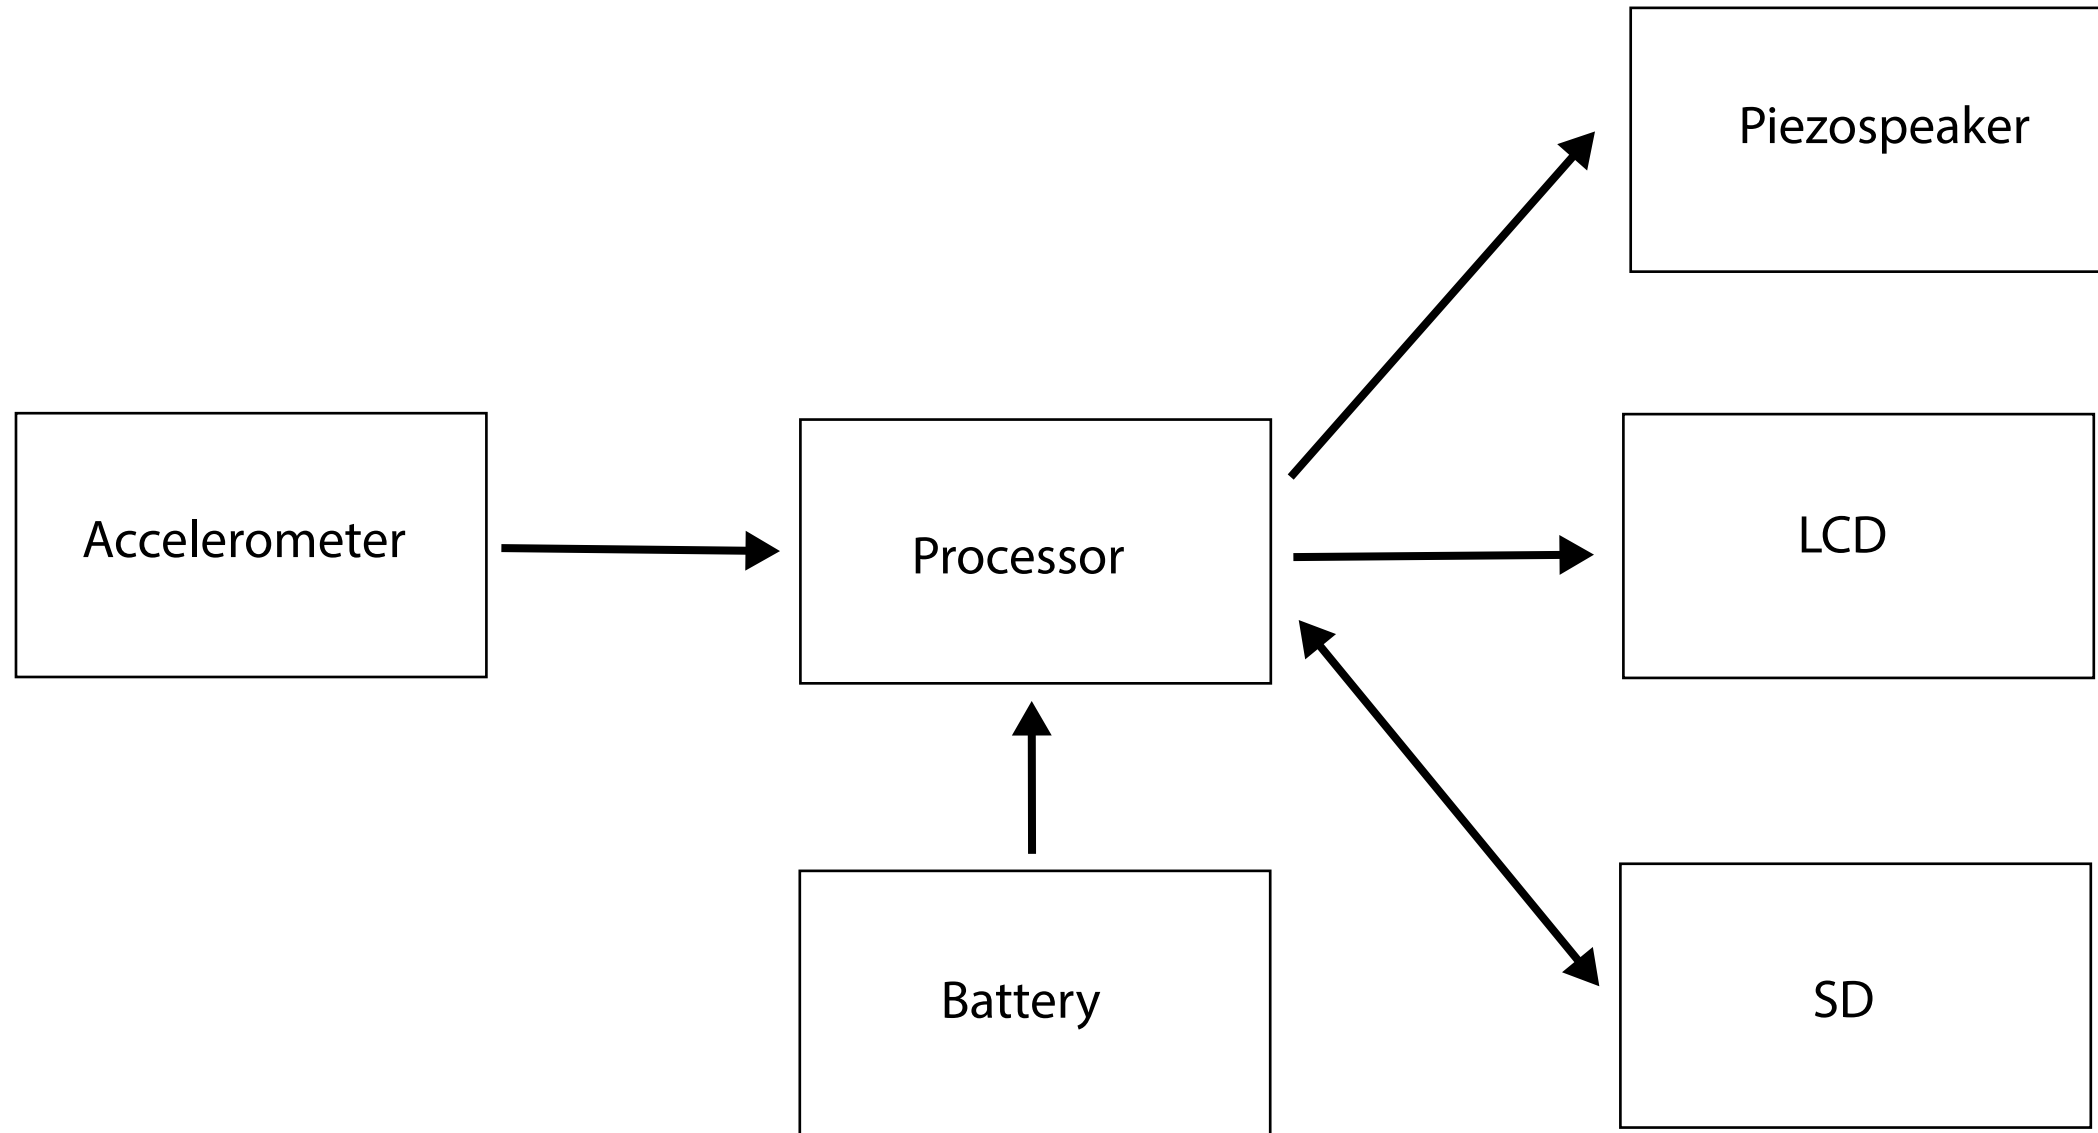 Piezospeaker
Accelerometer
Processor
LCD
Battery
SD